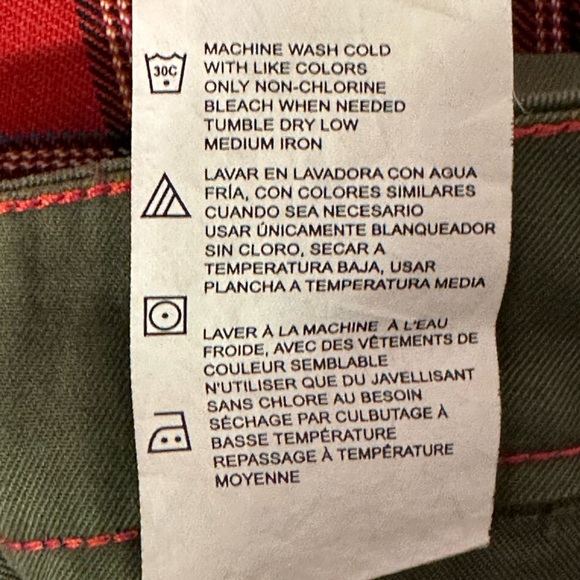 30C
MACHINE WASH COLD
WITH LIKE COLORS
ONLY NON-CHLORINE
BLEACH WHEN NEEDED
TUMBLE DRY LOW
MEDIUM IRON
LAVAR EN LAVADORA CON AGUA
FRÍA, CON COLORES SIMILARES
CUANDO SEA NECESARIO
USAR ÚNICAMENTE BLANQUEADOR
SIN CLORO, SECAR A
TEMPERATURA BAJA, USAR
PLANCHA A TEMPERATURA MEDIA
LAVER À LA MACHINE À L'EAU
FROIDE, AVEC DES VÊTEMENTS DE
COULEUR SEMBLABLE
N'UTILISER QUE DU JAVELLISANT
SANS CHLORE AU BESOIN
SÉCHAGE PAR CULBUTAGE À
BASSE TEMPÉRATURE
REPASSAGE À TEMPÉRATURE
MOYENNE